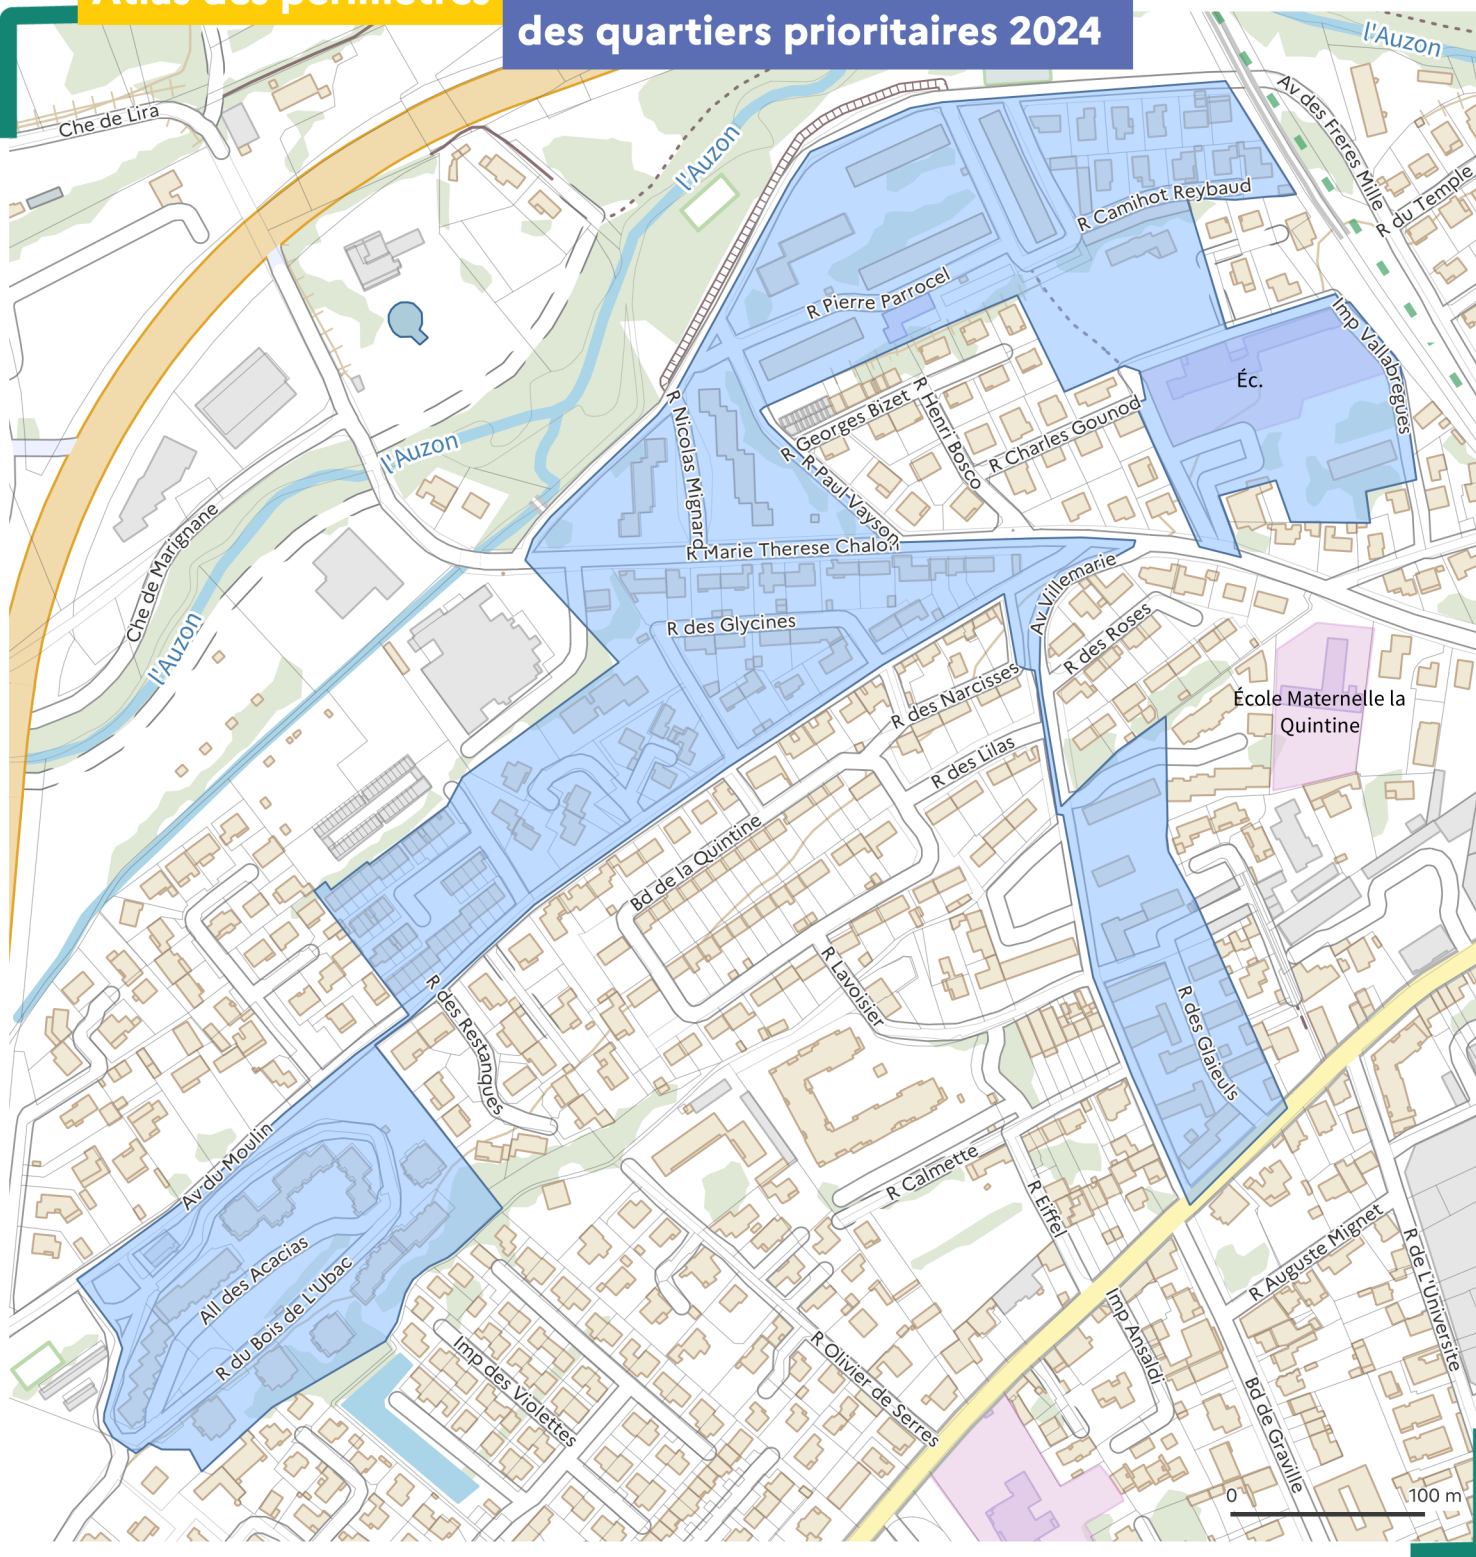 Atlas des périmètres
des quartiers prioritaires 2024
l'Auzon
Che de Lira
l'Auzon
Av des Freres Mille
R du Temple
R Camihot Reybaud
R Pierre Parrocel
Imp Vallabregues
Éc.
R Nicolas Mignard
R Georges Bizet
R Henri Bosco
R Charles Gounod
R Paul Vayson
l'Auzon
Che de Marignane
R Marie Therese Chalon
Av Villemarie
l'Auzon
R des Glycines
R des Roses
R des Narcisses
École Maternelle la
Quintine
R des Lilas
Bd de la Quintine
R Lavoisier
R des Restanques
R des Glaieuls
Av du Moulin
R Calmette
R Eiffel
R Auguste Mignet
R de L'Universite
All des Acacias
R du Bois de L'Ubac
Imp Ansaldi
Imp des Violettes
R Olivier de Serres
Bd de Graville
0 100 m